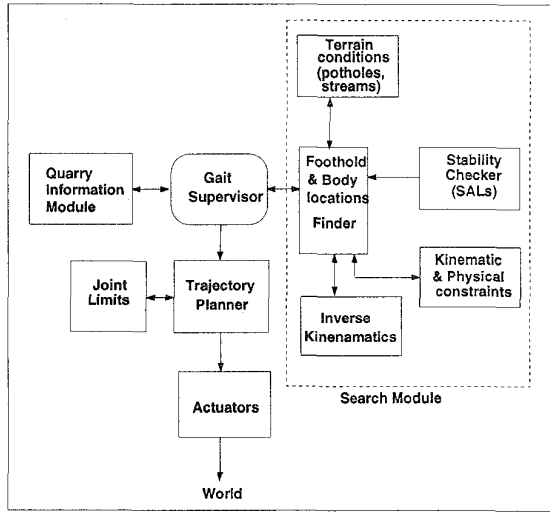 Terrain
conditions
(potholes,
streams)
Quarry
Information
Module
Gait
Supervisor
Foothold
& Body
locations
Finder
Stability
Checker
(SALs)
Joint
Limits
Trajectory
Planner
Kinematic
& Physical
constraints
Inverse
Kinenamatics
Actuators
Search Module
World